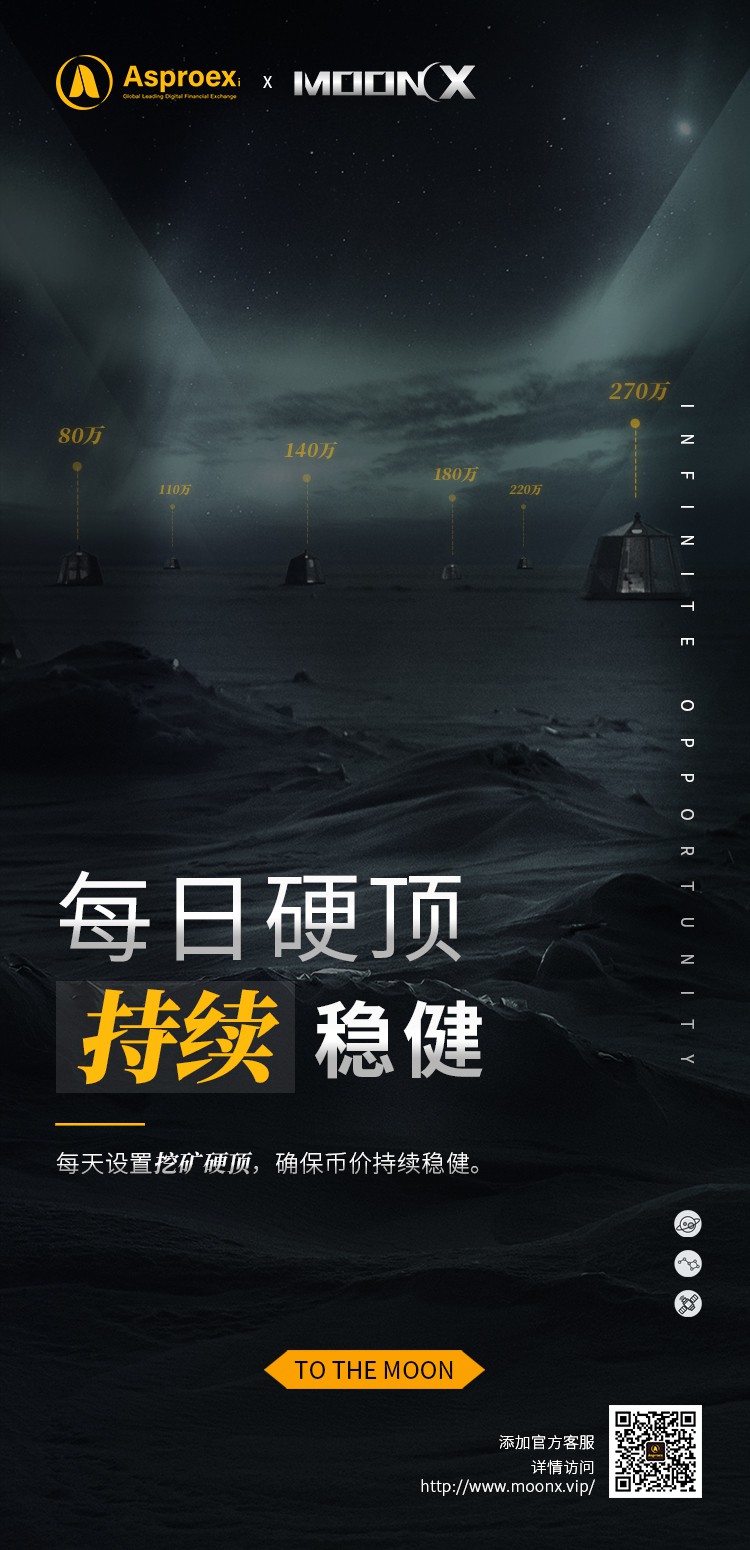 Asproex
Global Leading Digital Financial Exchange
X
MOONX
270万
80万
140万
180万
110万
220万
INFINITE OPPORTUNITY
每日硬顶
持续 稳健
每天设置挖矿硬顶，确保币价持续稳健。
TO THE MOON
添加官方客服
详情访问
http://www.moonx.vip/
Asproex